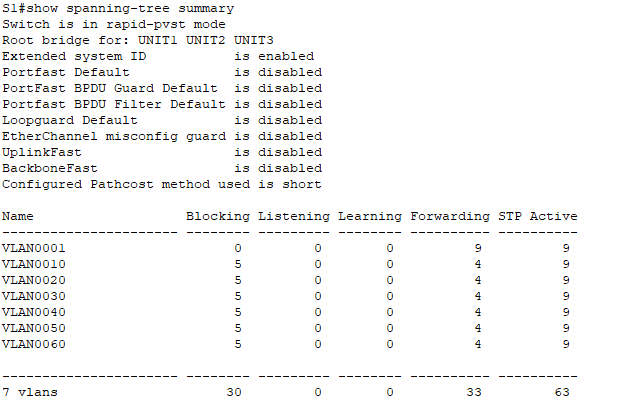 S1#show spanning-tree summary
Switch is in rapid-pvst mode
Root bridge for: UNIT1 UNIT2 UNIT3
Extended system ID           is enabled
Portfast Default             is disabled
PortFast BPDU Guard Default  is disabled
Portfast BPDU Filter Default is disabled
Loopguard Default            is disabled
EtherChannel misconfig guard is disabled
UplinkFast                   is disabled
BackboneFast                 is disabled
Configured Pathcost method used is short

Name                   Blocking Listening Learning Forwarding STP Active
---------------------- -------- --------- -------- ---------- ----------
VLAN0001                     0         0        0          9          9
VLAN0010                     5         0        0          4          9
VLAN0020                     5         0        0          4          9
VLAN0030                     5         0        0          4          9
VLAN0040                     5         0        0          4          9
VLAN0050                     5         0        0          4          9
VLAN0060                     5         0        0          4          9

---------------------- -------- --------- -------- ---------- ----------
7 vlans                     30         0        0         33         63